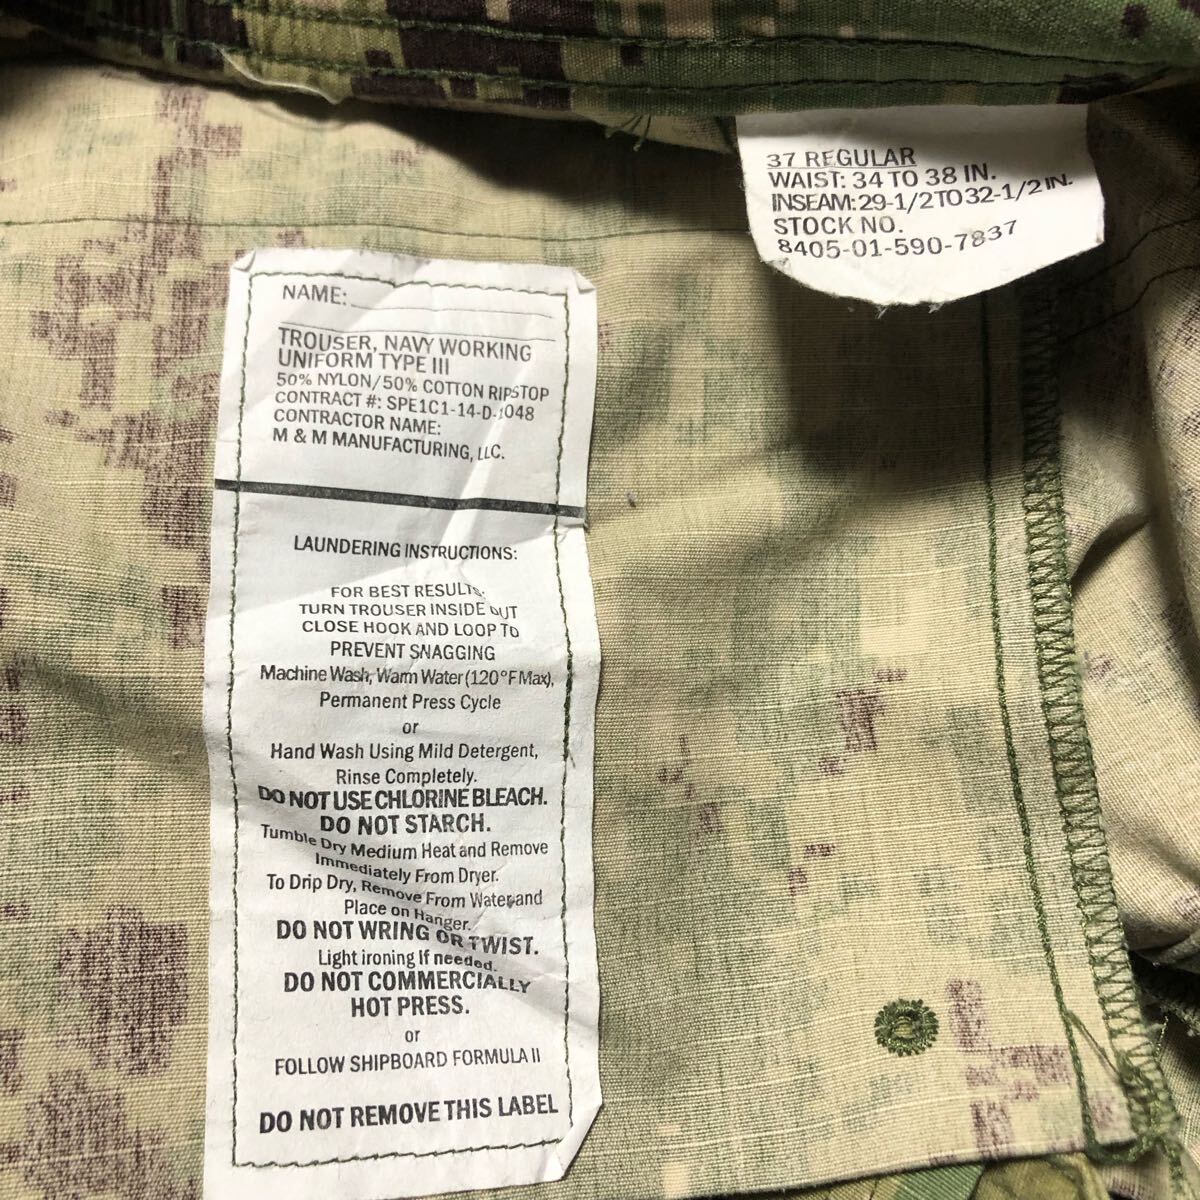 37 REGULAR
WAIST: 34 TO 38 IN.
INSEAM:29-1/2TO32-1/2 IN.
STOCK NO.
8405-01-590-7837
NAME:
TROUSER, NAVY WORKING
UNIFORM TYPE III
50% NYLON/50% COTTON RIPSTOP
CONTRACT #: SPE1C1-14-D-1048
CONTRACTOR NAME:
M & M MANUFACTURING, LLC.
LAUNDERING INSTRUCTIONS:
FOR BEST RESULTS:
TURN TROUSER INSIDE OUT
CLOSE HOOK AND LOOP TO
PREVENT SNAGGING
Machine Wash, Warm Water (120°F Max),
Permanent Press Cycle
or
Hand Wash Using Mild Detergent,
Rinse Completely.
DO NOT USE CHLORINE BLEACH.
DO NOT STARCH.
Tumble Dry Medium Heat and Remove
Immediately From Dryer.
To Drip Dry, Remove From Water and
Place on Hanger.
DO NOT WRING OR TWIST.
Light ironing If needed.
DO NOT COMMERCIALLY
HOT PRESS.
or
FOLLOW SHIPBOARD FORMULA II
DO NOT REMOVE THIS LABEL